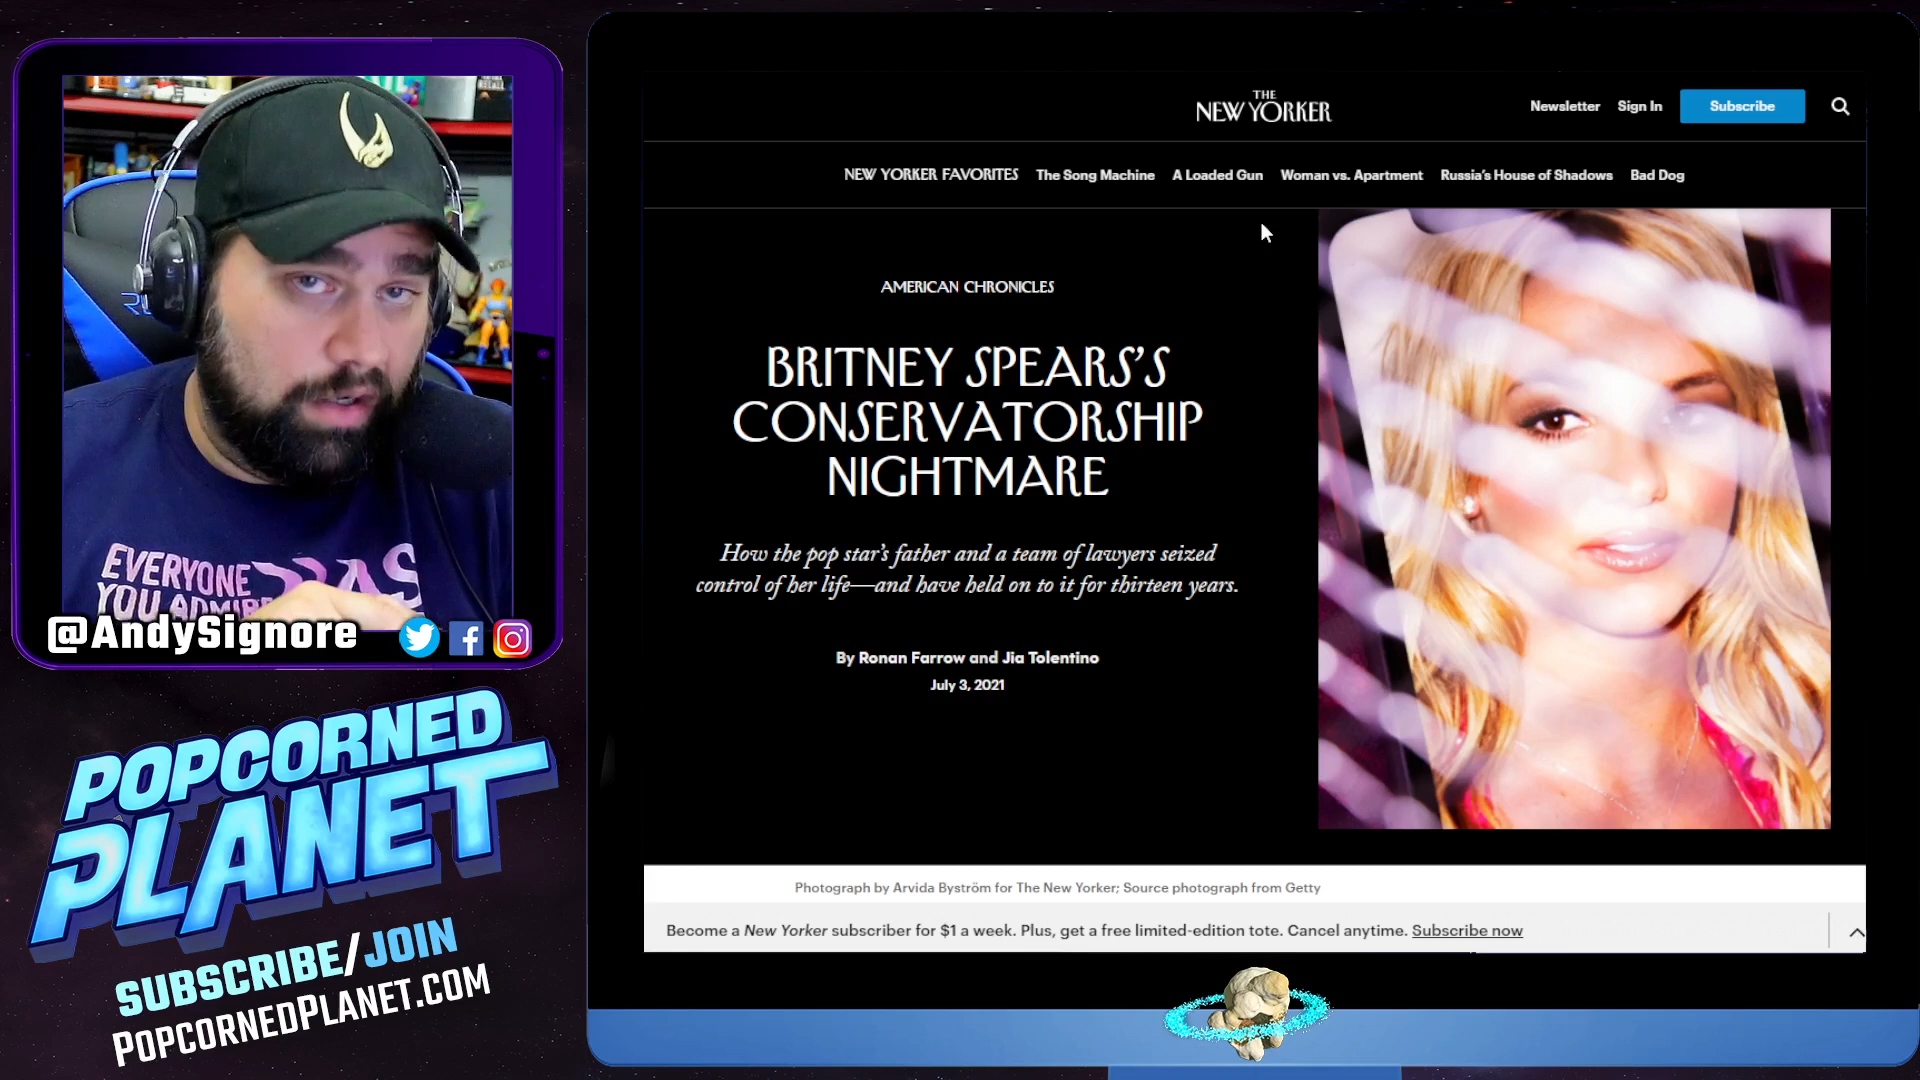 EVERYONE
YOU ADMIRE
WAS
@AndySignore
POPCORNED
PLANET
SUBSCRIBE/JOIN
POPCORNEDPLANET.COM
THE
NEW YORKER
Newsletter Sign In Subscribe
NEW YORKER FAVORITES The Song Machine A Loaded Gun Woman vs. Apartment Russia's House of Shadows Bad Dog
AMERICAN CHRONICLES
BRITNEY SPEARS'S
CONSERVATORSHIP
NIGHTMARE
How the pop star's father and a team of lawyers seized
control of her life—and have held on to it for thirteen years.
By Ronan Farrow and Jia Tolentino
July 3, 2021
Photograph by Arvida Byström for The New Yorker; Source photograph from Getty
Become a New Yorker subscriber for $1 a week. Plus, get a free limited-edition tote. Cancel anytime. Subscribe now